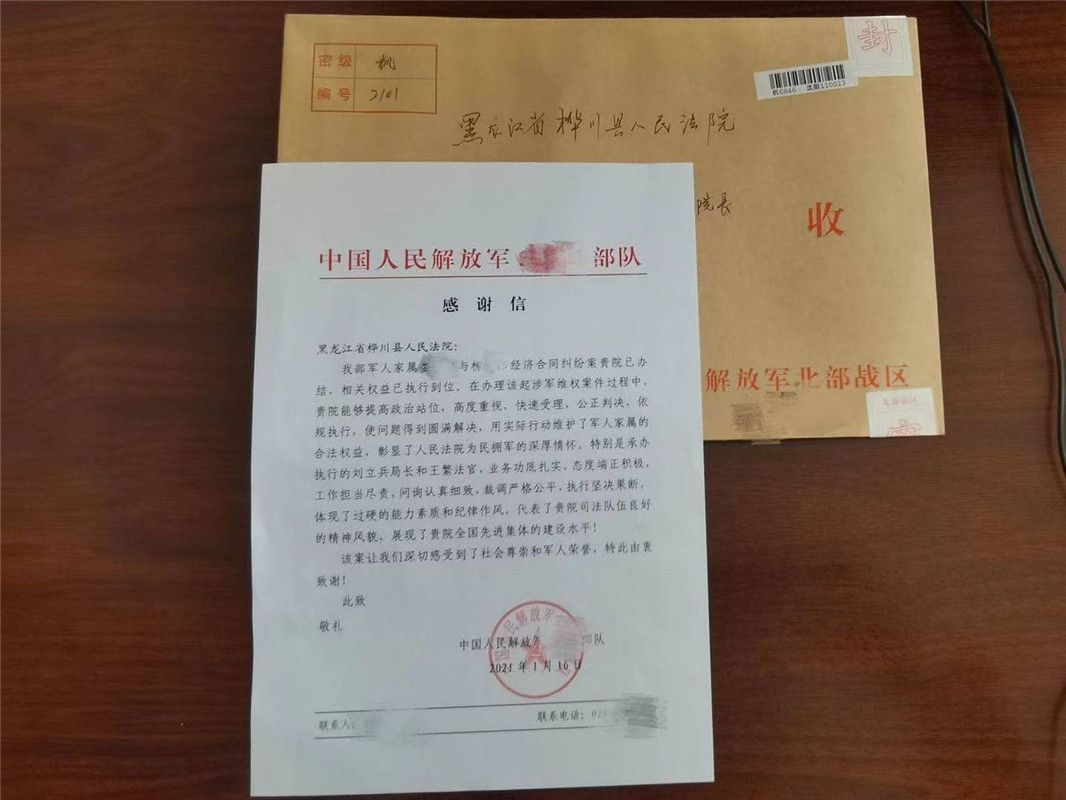 密级 机
编号 2101
封
机6846 沈阳110013
黑龙江省桦川县人民法院
院长
收
解放军北部战区
中国人民解放军 部队
感谢信
黑龙江省桦川县人民法院：
我部军人家属 与 经济合同纠纷案贵院已办
结，相关权益已执行到位。在办理该起涉军维权案件过程中，
贵院能够提高政治站位，高度重视，快速受理，公正判决，依
规执行，使问题得到圆满解决，用实际行动维护了军人家属的
合法权益，彰显了人民法院为民拥军的深厚情怀。特别是承办
执行的刘立兵局长和王繁法官，业务功底扎实，态度端正积极，
工作担当尽责，问询认真细致，裁调严格公平，执行坚决果断，
体现了过硬的能力素质和纪律作风，代表了贵院司法队伍良好
的精神风貌，展现了贵院全国先进集体的建设水平！
该案让我们深切感受到了社会尊崇和军人荣誉，特此由衷
致谢！
此致
敬礼
中国人民解放军 部队
2021年1月16日
联系人： 联系电话：02